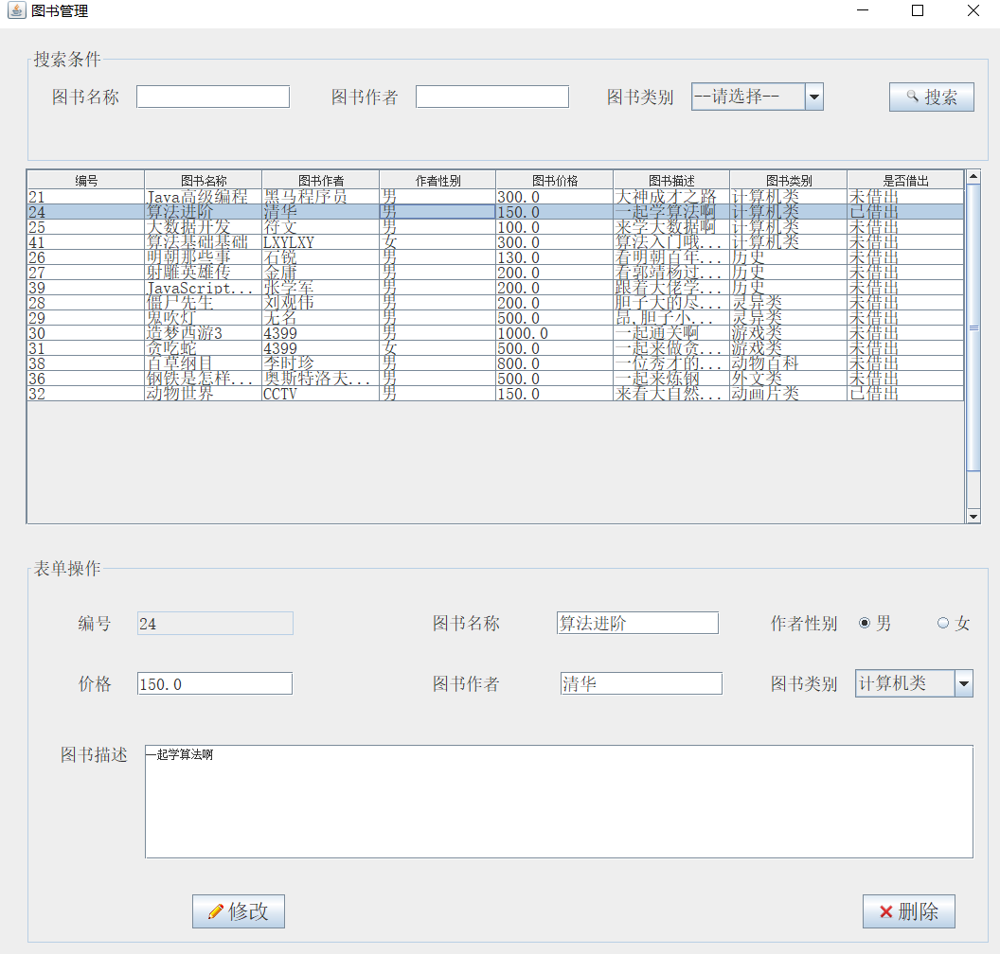 图书管理
搜索条件
图书名称 图书作者 图书类别 --请选择-- 搜索
编号 图书名称 图书作者 作者性别 图书价格 图书描述 图书类别 是否借出
21 Java高级编程 黑马程序员 男 300.0 大神成才之路 计算机类 未借出
24 算法进阶 清华 男 150.0 一起学算法啊 计算机类 已借出
25 大数据开发 符文 男 100.0 来学大数据啊 计算机类 未借出
41 算法基础基础 LXYLXY 女 300.0 算法入门哦... 计算机类 未借出
26 明朝那些事 石锐 男 130.0 看明朝百年... 历史 未借出
27 射雕英雄传 金庸 男 200.0 看郭靖杨过... 历史 未借出
39 JavaScript... 张学军 男 200.0 跟着大佬学... 历史 未借出
28 僵尸先生 刘观伟 男 200.0 胆子大的尽... 灵异类 未借出
29 鬼吹灯 无名 男 500.0 昂,胆子小... 灵异类 未借出
30 造梦西游3 4399 男 1000.0 一起通关啊 游戏类 未借出
31 贪吃蛇 4399 女 500.0 一起来做贪... 游戏类 未借出
38 百草纲目 李时珍 男 800.0 一位秀才的... 动物百科 未借出
36 钢铁是怎样... 奥斯特洛夫... 男 500.0 一起来炼钢 外文类 未借出
32 动物世界 CCTV 男 150.0 来看大自然... 动画片类 已借出
表单操作
编号 24 图书名称 算法进阶 作者性别 男 女
价格 150.0 图书作者 清华 图书类别 计算机类
图书描述 一起学算法啊
修改 删除